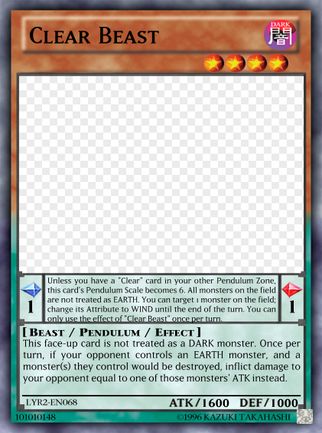 Clear Beast
DARK
闇
Unless you have a "Clear" card in your other Pendulum Zone,
this card's Pendulum Scale becomes 6. All monsters on the field
are not treated as EARTH. You can target 1 monster on the field;
change its Attribute to WIND until the end of the turn. You can
only use the effect of "Clear Beast" once per turn.
1
1
[ Beast / Pendulum / Effect ]
This face-up card is not treated as a DARK monster. Once per
turn, if your opponent controls an EARTH monster, and a
monster(s) they control would be destroyed, inflict damage to
your opponent equal to one of those monsters' ATK instead.
LYR2-EN068
ATK/1600 DEF/1000
101010148
©1996 KAZUKI TAKAHASHI